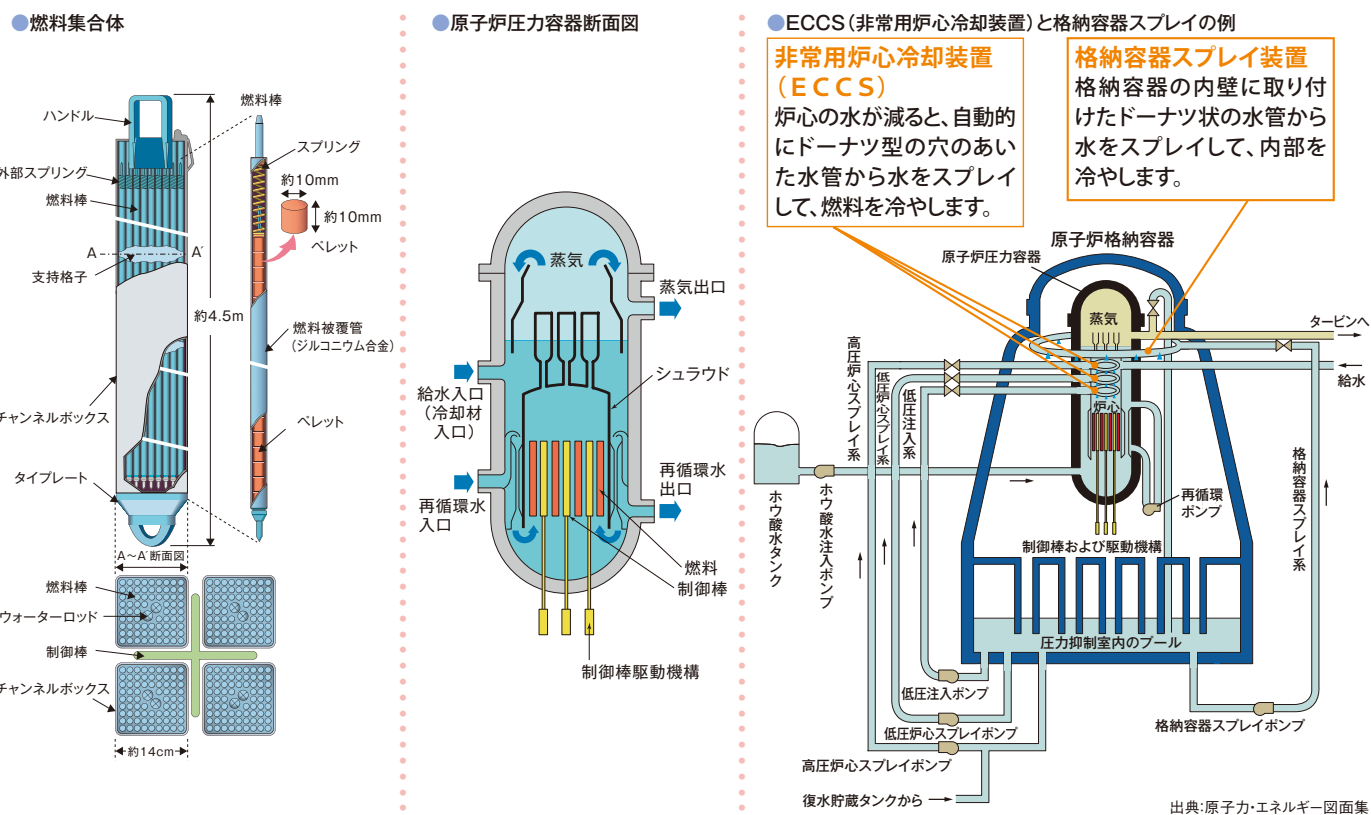 ●燃料集合体
ハンドル
外部スプリング
燃料棒
A
A′
支持格子
チャンネルボックス
タイプレート
約4.5m
燃料棒
スプリング
約10mm
約10mm
ペレット
燃料被覆管
(ジルコニウム合金)
ペレット
A～A′断面図
燃料棒
ウォーターロッド
制御棒
チャンネルボックス
約14cm
●原子炉圧力容器断面図
蒸気
蒸気出口
シュラウド
給水入口
(冷却材
入口)
再循環水
入口
再循環水
出口
燃料
制御棒
制御棒駆動機構
●ECCS(非常用炉心冷却装置)と格納容器スプレイの例
非常用炉心冷却装置
(ECCS)
炉心の水が減ると、自動的
にドーナツ型の穴のあい
た水管から水をスプレイ
して、燃料を冷やします。
格納容器スプレイ装置
格納容器の内壁に取り付
けたドーナツ状の水管から
水をスプレイして、内部を
冷やします。
原子炉格納容器
原子炉圧力容器
蒸気
タービンへ
給水
高圧炉心スプレイ系
低圧炉心スプレイ系
低圧注入系
炉心
ホウ酸水タンク
ホウ酸水注入ポンプ
再循環
ポンプ
格納容器スプレイ系
制御棒および駆動機構
圧力抑制室内のプール
低圧注入ポンプ
低圧炉心スプレイポンプ
格納容器スプレイポンプ
高圧炉心スプレイポンプ
復水貯蔵タンクから
出典:原子力・エネルギー図面集